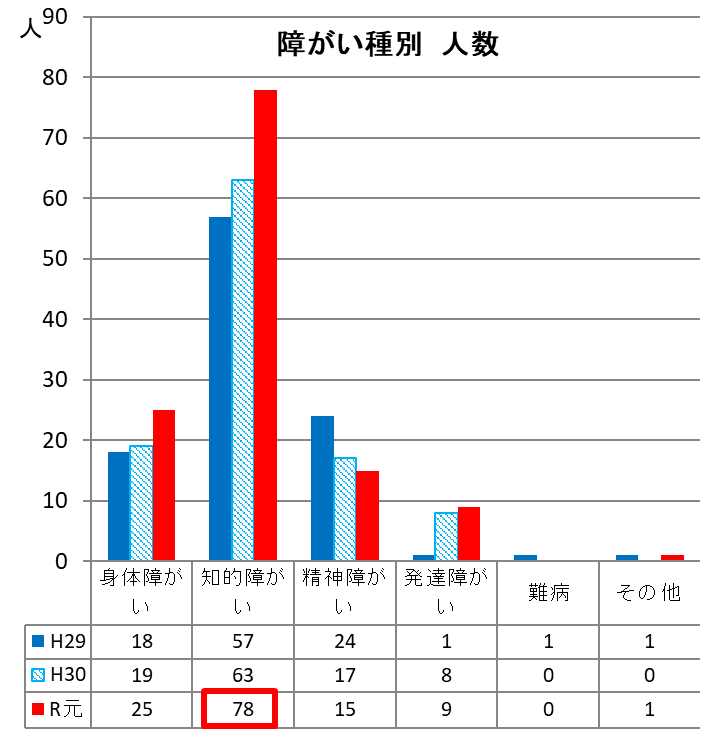 障がい種別 人数
人
90
80
70
60
50
40
30
20
10
0
身体障が
い
知的障が
い
精神障が
い
発達障が
い
難病
その他
H29 18 57 24 1 1 1
H30 19 63 17 8 0 0
R元 25 78 15 9 0 1